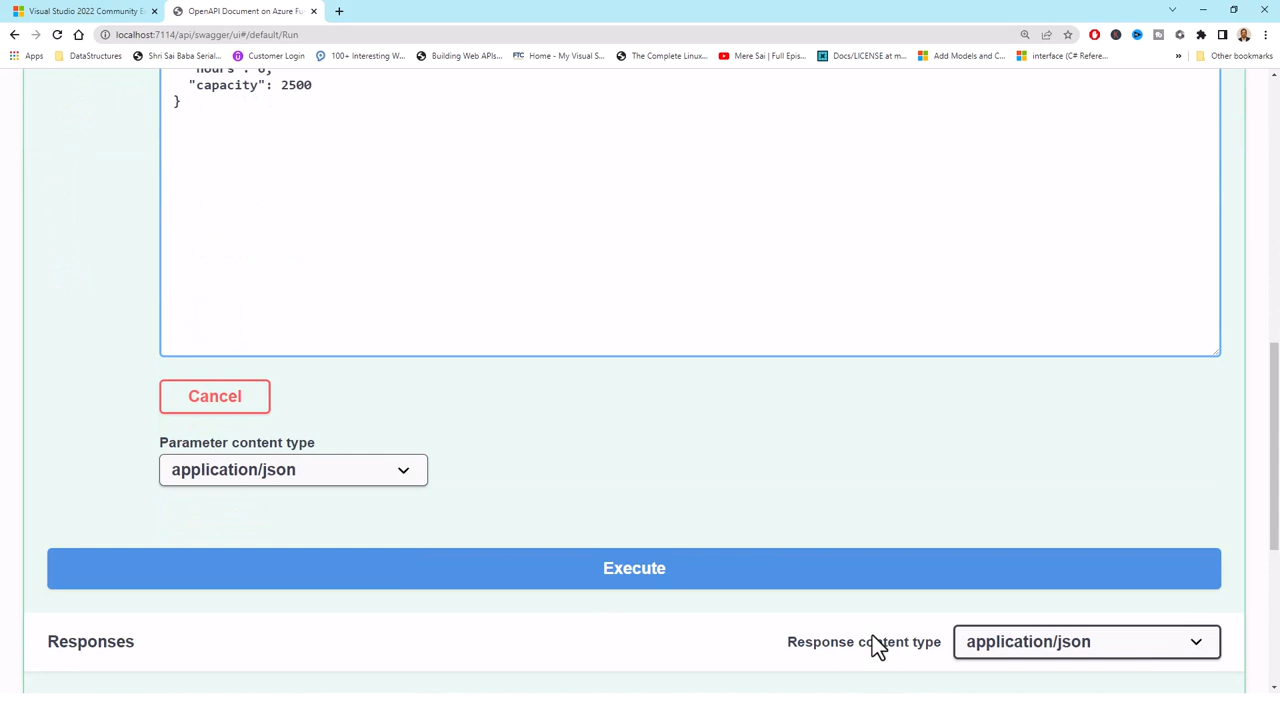 Visual Studio 2022 Community E
OpenAPI Document on Azure Fu
localhost:7114/api/swagger/ui#/default/Run
Apps
DataStructures
Shri Sai Baba Serial...
Customer Login
100+ Interesting W...
Building Web APIs...
FTC Home - My Visual S...
The Complete Linux...
Mere Sai | Full Epis...
Docs/LICENSE at m...
Add Models and C...
interface (C# Refere...
»
Other bookmarks
"hours": 6,
"capacity": 2500
}
Cancel
Parameter content type
application/json
Execute
Responses
Response content type
application/json